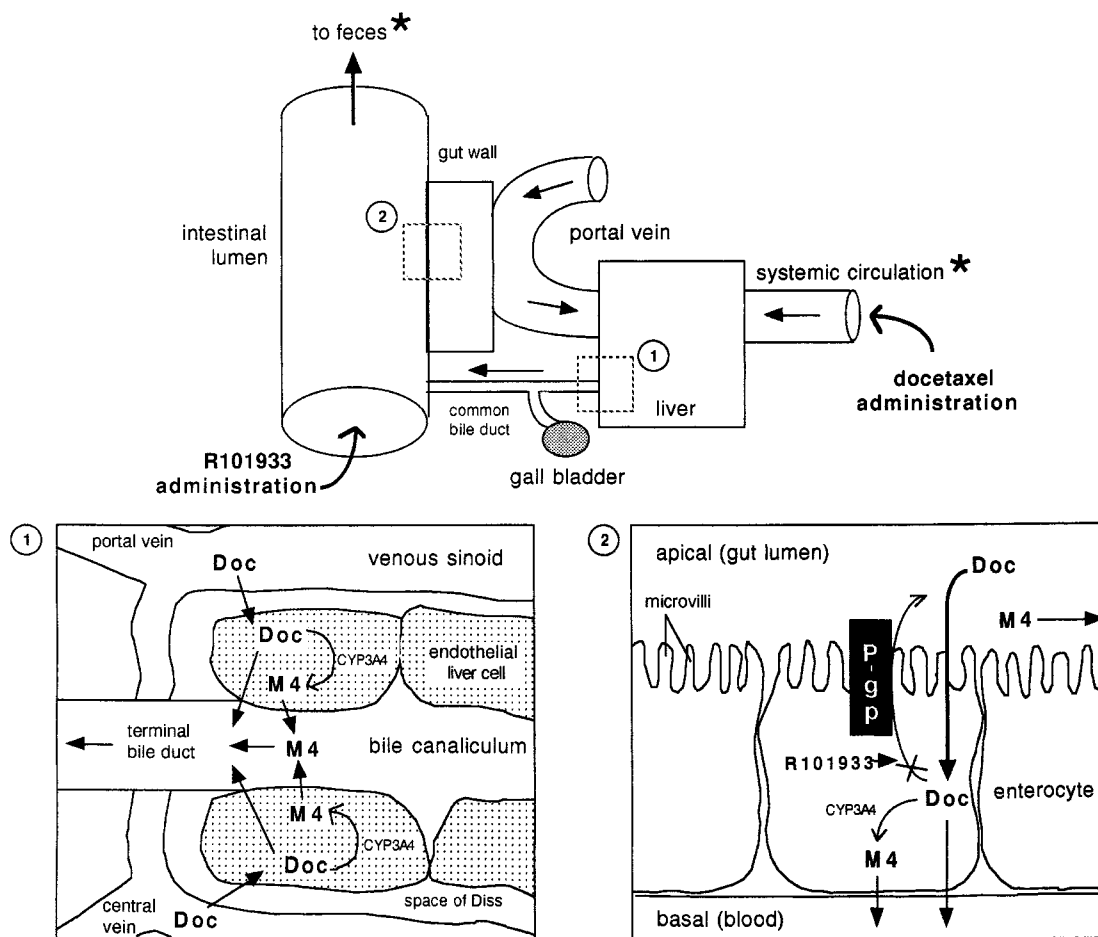 to feces *
gut wall
2
intestinal
lumen
portal vein
systemic circulation *
1
docetaxel
administration
liver
common
bile duct
gall bladder
R101933
administration
1
portal vein
venous sinoid
Doc
Doc
CYP3A4
M4
endothelial
liver cell
terminal
bile duct
M4
bile canaliculum
M4
CYP3A4
Doc
space of Diss
central
vein
Doc
2
apical (gut lumen)
Doc
microvilli
M4
P-gp
R101933
Doc
enterocyte
CYP3A4
M4
basal (blood)